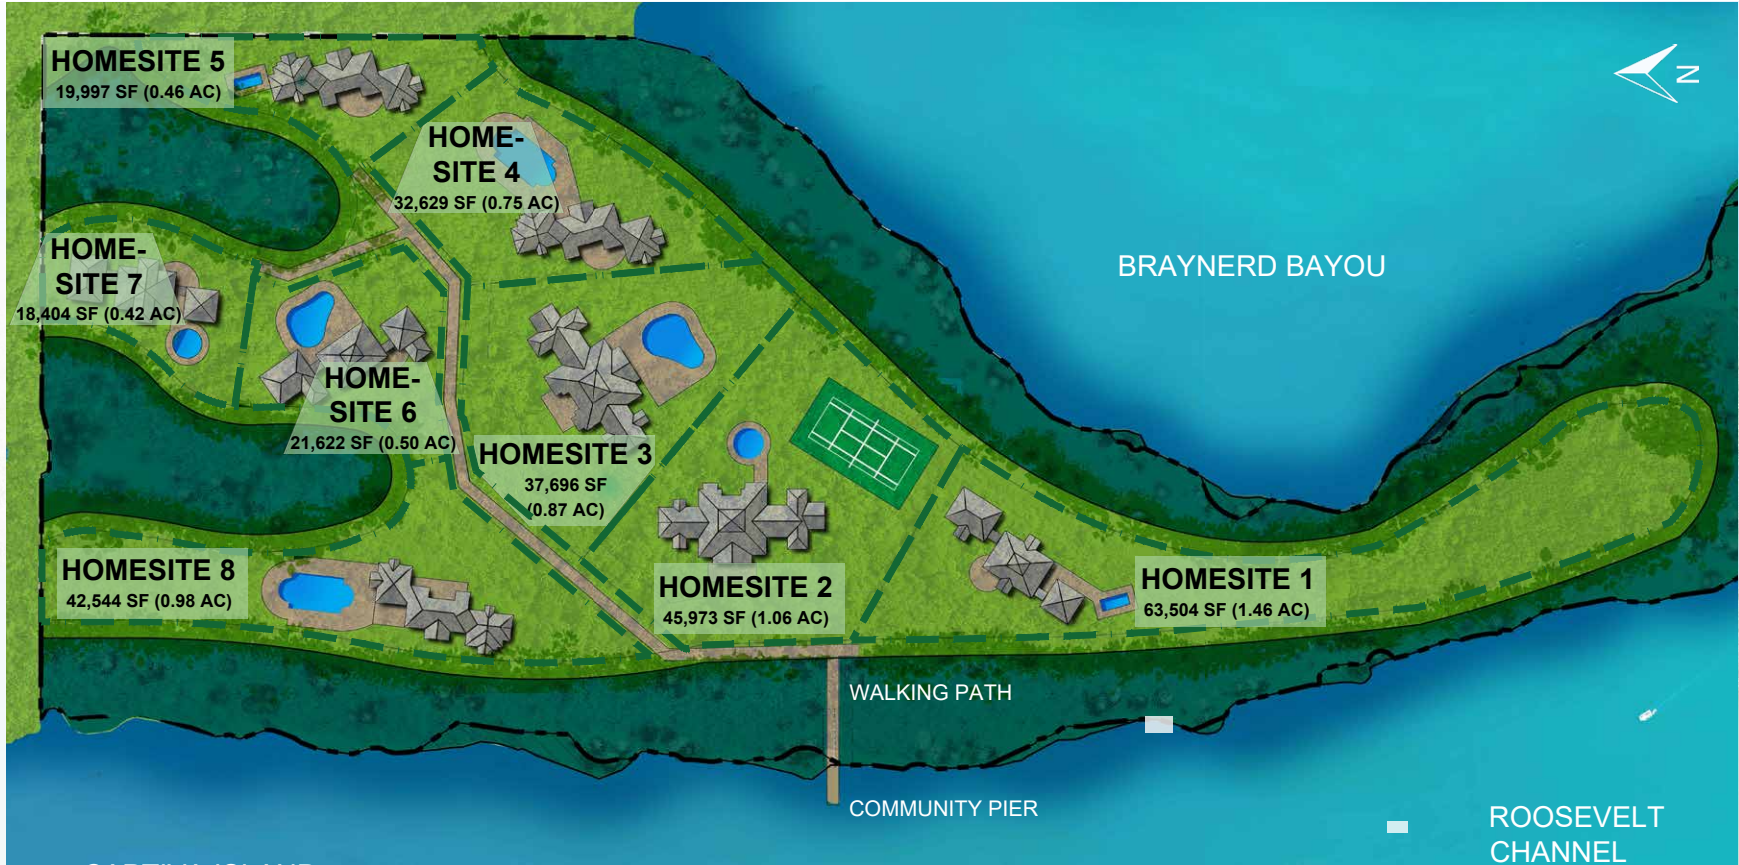 HOMESITE 5
19,997 SF (0.46 AC)
HOME-
SITE 4
32,629 SF (0.75 AC)
N
HOME-
SITE 7
18,404 SF (0.42 AC)
BRAYNERD BAYOU
HOME-
SITE 6
21,622 SF (0.50 AC)
HOMESITE 3
37,696 SF
(0.87 AC)
HOMESITE 8
42,544 SF (0.98 AC)
HOMESITE 2
45,973 SF (1.06 AC)
HOMESITE 1
63,504 SF (1.46 AC)
WALKING PATH
COMMUNITY PIER
ROOSEVELT
CHANNEL